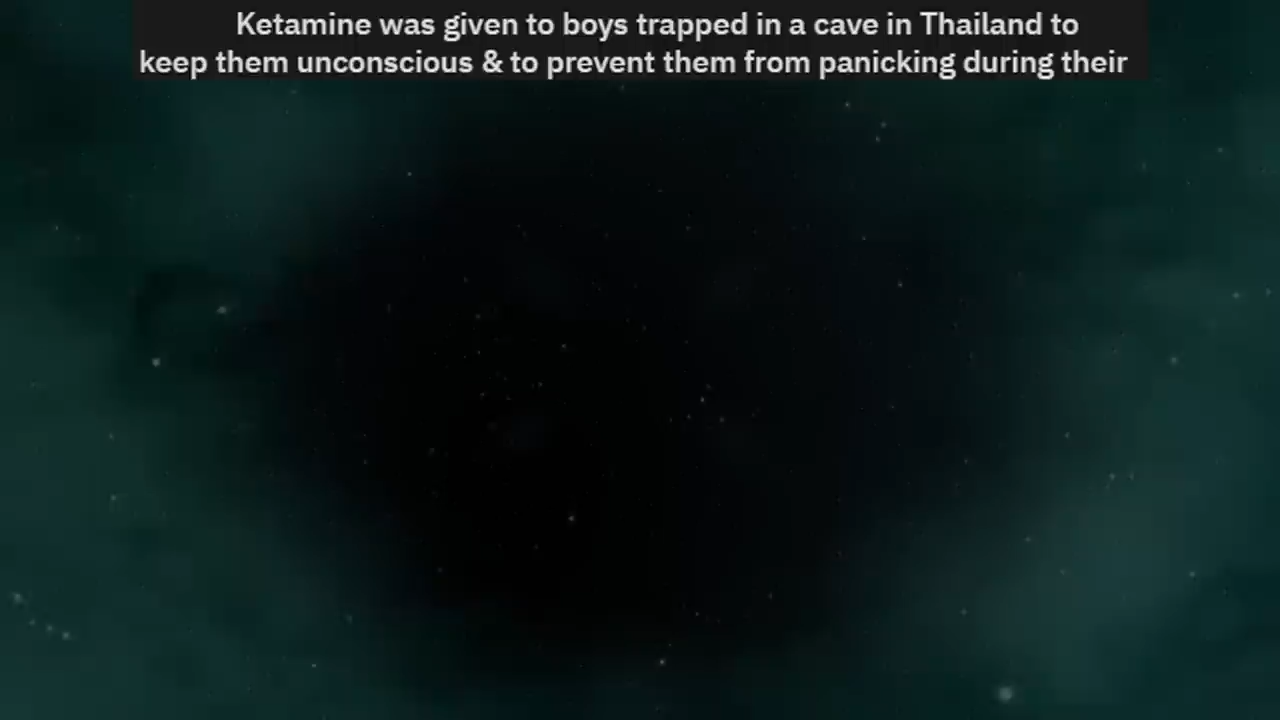 Ketamine was given to boys trapped in a cave in Thailand to
keep them unconscious & to prevent them from panicking during their